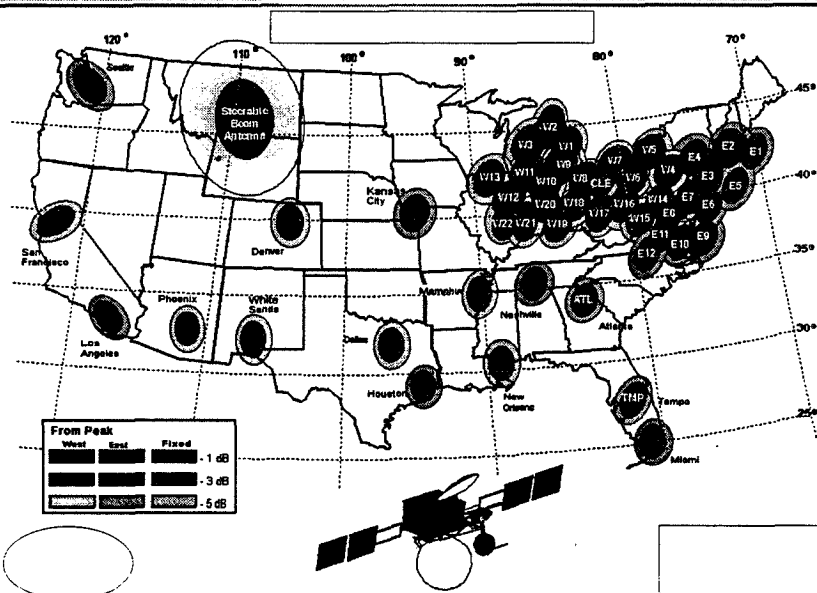 120°
110°
100°
90°
80°
70°
45°
40°
35°
30°
25°
Seattle
Steerable
Beam
Antenna
San
Francisco
Los
Angeles
Phoenix
White
Sands
Denver
Kansas
City
Dallas
Houston
Memphis
Nashville
New
Orleans
ATL
Atlanta
TMP
Tampa
Miami
W2
W3
W1
W9
W13
W11
W10
W8
CLE
W7
W5
W6
W4
E4
E2
E1
E3
E5
W12
W20
W18
W16
W14
E7
E6
W22
W21
W19
W17
W15
E8
E11
E10
E9
E12
From Peak
West East Fixed
- 1 dB
- 3 dB
- 5 dB